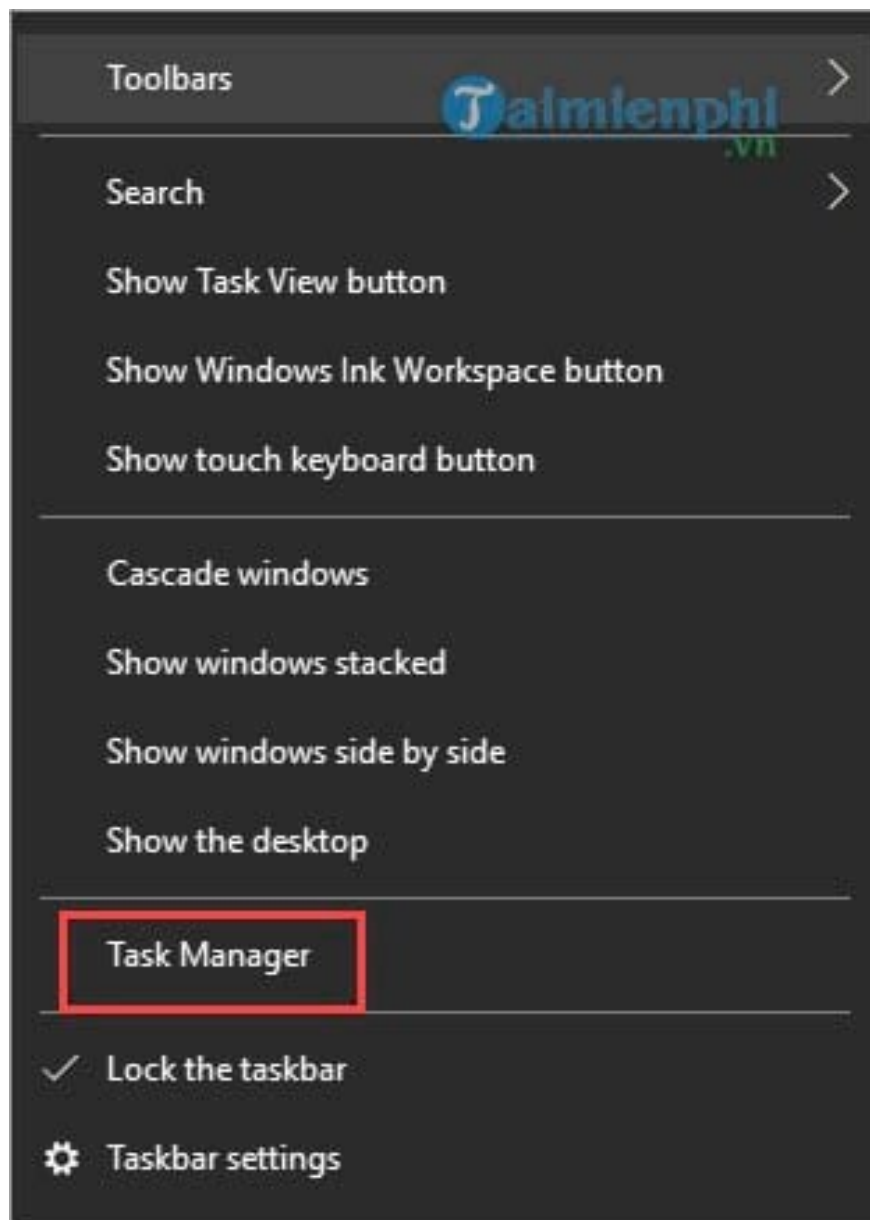 Toolbars
Taimienphi
.vn
Search
Show Task View button
Show Windows Ink Workspace button
Show touch keyboard button
Cascade windows
Show windows stacked
Show windows side by side
Show the desktop
Task Manager
Lock the taskbar
Taskbar settings